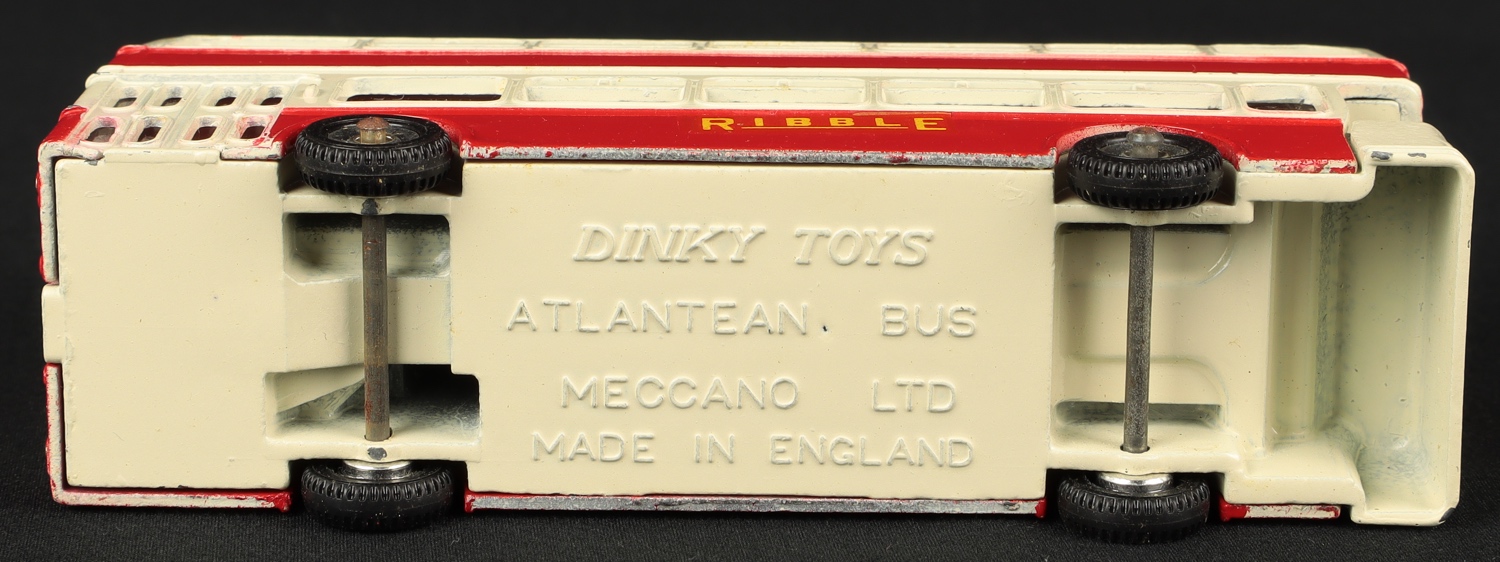 RIBBLE
DINKY TOYS
ATLANTEAN. BUS
MECCANO LTD
MADE IN ENGLAND